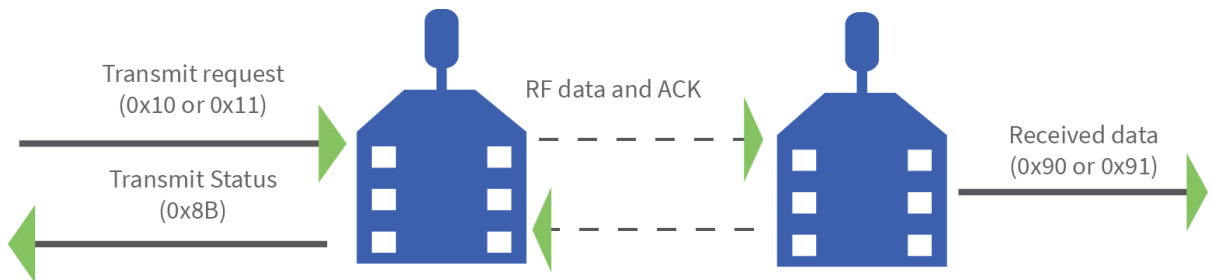 Transmit request
(0x10 or 0x11)
Transmit Status
(0x8B)
RF data and ACK
Received data
(0x90 or 0x91)